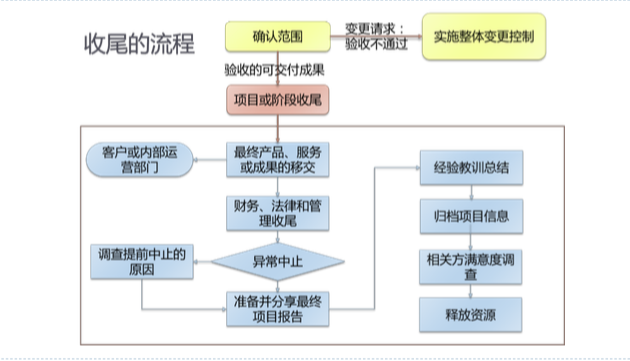 收尾的流程
确认范围
变更请求：
验收不通过
实施整体变更控制
验收的可交付成果
项目或阶段收尾
客户或内部运
营部门
最终产品、服务
或成果的移交
财务、法律和管
理收尾
调查提前中止的
原因
异常中止
准备并分享最终
项目报告
经验教训总结
归档项目信息
相关方满意度调
查
释放资源